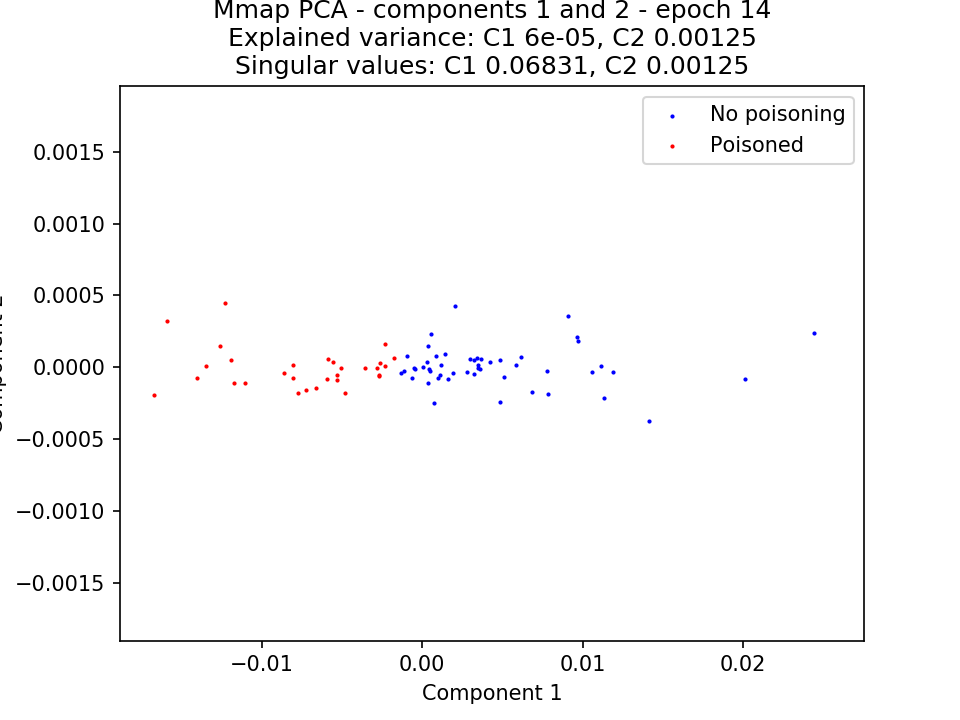 Mmap PCA - components 1 and 2 - epoch 14
Explained variance: C1 6e-05, C2 0.00125
Singular values: C1 0.06831, C2 0.00125
No poisoning
Poisoned
0.0015
0.0010
0.0005
0.0000
−0.0005
−0.0010
−0.0015
−0.01
0.00
0.01
0.02
Component 1